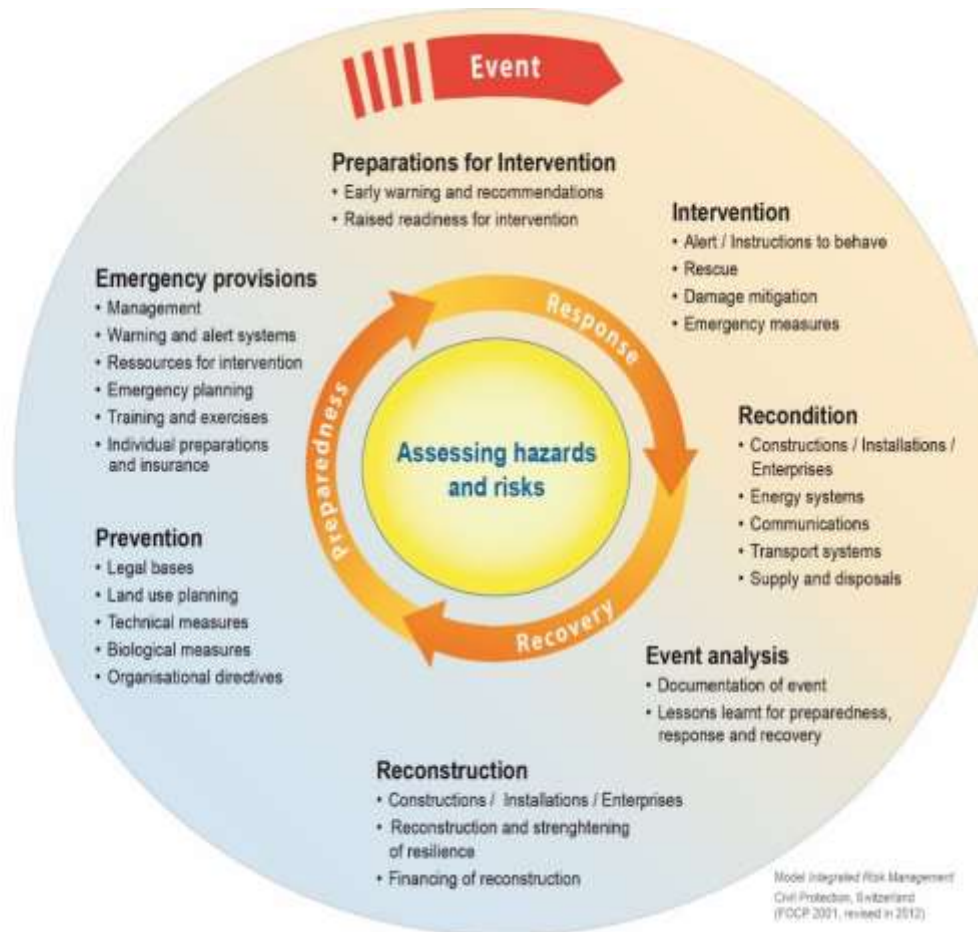 Event
Preparations for Intervention
• Early warning and recommendations
• Raised readiness for intervention
Intervention
• Alert / Instructions to behave
• Rescue
• Damage mitigation
• Emergency measures
Emergency provisions
• Management
• Warning and alert systems
• Ressources for intervention
• Emergency planning
• Training and exercises
• Individual preparations
and insurance
Response
Preparedness
Recovery
Assessing hazards
and risks
Recondition
• Constructions / Installations /
Enterprises
• Energy systems
• Communications
• Transport systems
• Supply and disposals
Prevention
• Legal bases
• Land use planning
• Technical measures
• Biological measures
• Organisational directives
Event analysis
• Documentation of event
• Lessons learnt for preparedness,
response and recovery
Reconstruction
• Constructions / Installations / Enterprises
• Reconstruction and strenghtening
of resilience
• Financing of reconstruction
Model Integrated Risk Management
Civil Protection, Switzerland
(FOCP 2001, revised in 2012)